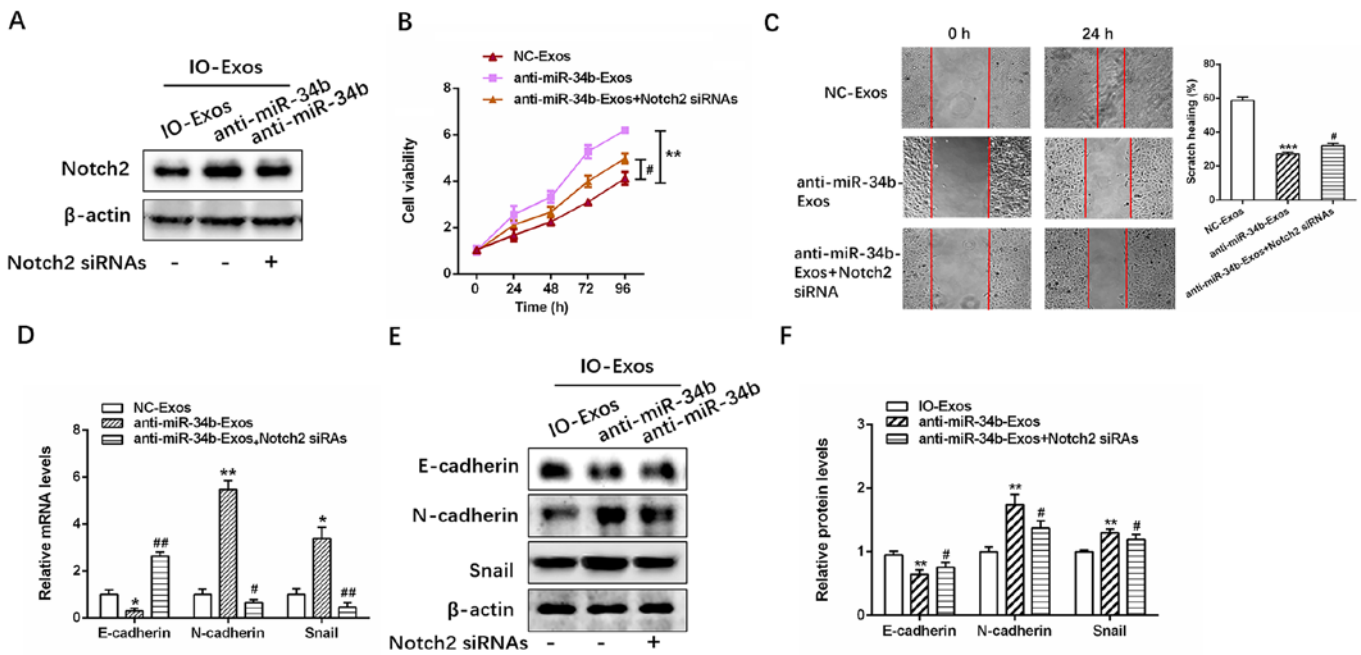 A
IO-Exos
IO-Exos
anti-miR-34b
anti-miR-34b
Notch2
β-actin
Notch2 siRNAs - - +
B
NC-Exos
anti-miR-34b-Exos
anti-miR-34b-Exos+Notch2 siRNAs
Cell viability
8
6
4
2
0
**
#
0 24 48 72 96
Time (h)
C
0 h 24 h
NC-Exos
anti-miR-34b-
Exos
anti-miR-34b-
Exos+Notch2
siRNA
Scratch healing (%)
80
60
40
20
0
***
#
NC-Exos
anti-miR-34b-Exos
anti-miR-34b-Exos+Notch2 siRNAs
D
NC-Exos
anti-miR-34b-Exos
anti-miR-34b-Exos+Notch2 siRAs
Relative mRNA levels
8
6
4
2
0
* ## ** # * ##
E-cadherin N-cadherin Snail
E
IO-Exos
IO-Exos
anti-miR-34b
anti-miR-34b
E-cadherin
N-cadherin
Snail
β-actin
Notch2 siRNAs - - +
F
IO-Exos
anti-miR-34b-Exos
anti-miR-34b-Exos+Notch2 siRAs
Relative protein levels
3
2
1
0
** # ** # ** #
E-cadherin N-cadherin Snail